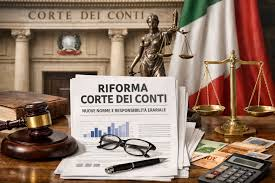 CORTE DEI CONTI
RIFORMA
CORTE DEI CONTI
NUOVE NORME E RESPONSABILITÀ ERARIALE